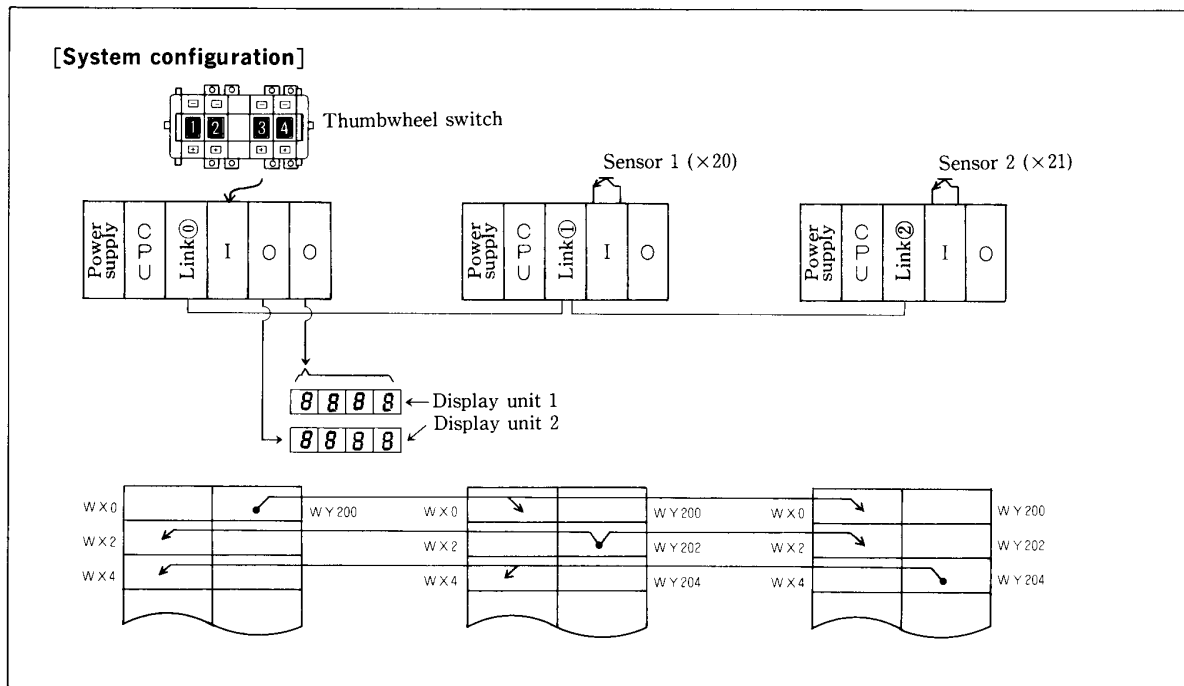 [System configuration]
1 2 3 4
Thumbwheel switch
Sensor 1 (×20)
Sensor 2 (×21)
Power supply
CPU
Link⓪
I
O
O
Power supply
CPU
Link①
I
O
Power supply
CPU
Link②
I
O
8 8 8 8
Display unit 1
8 8 8 8
Display unit 2
WX0
WY200
WX0
WY200
WX0
WY200
WX2
WX2
WY202
WX2
WY202
WX4
WX4
WY204
WX4
WY204